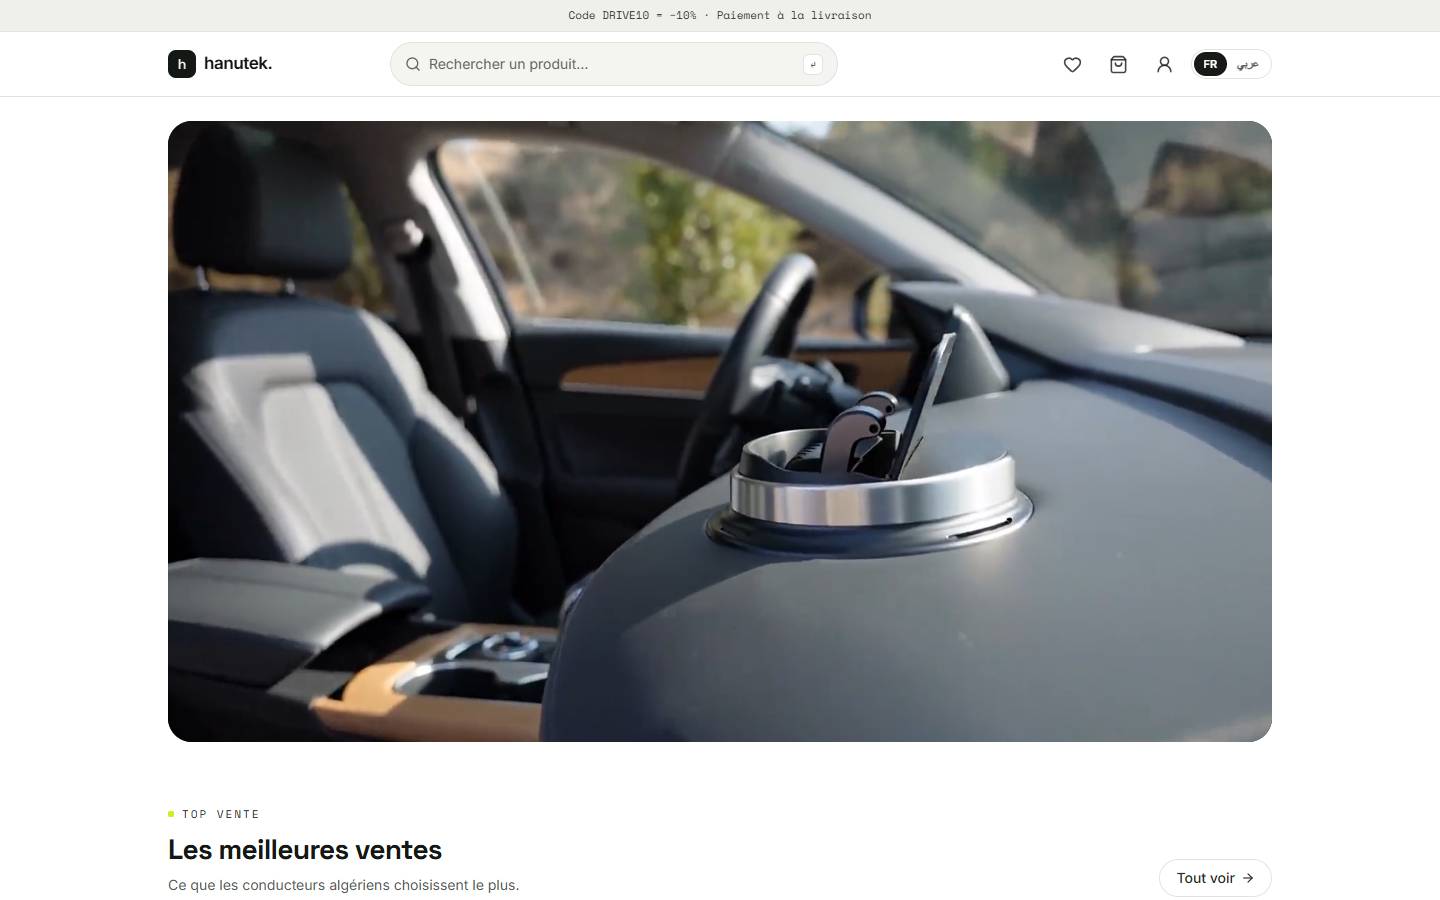 Code DRIVE10 = −10% · Paiement à la livraison
h hanutek.
Rechercher un produit...
FR عربي
TOP VENTE
Les meilleures ventes
Ce que les conducteurs algériens choisissent le plus.
Tout voir →